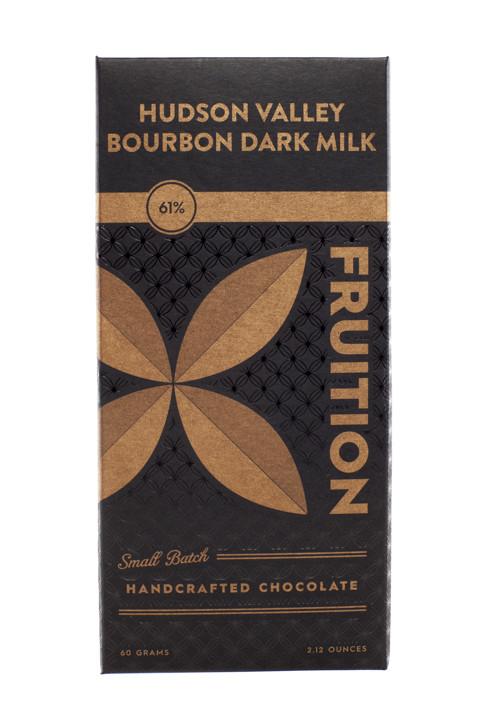 HUDSON VALLEY
BOURBON DARK MILK
61%
FRUITION
Small Batch
HANDCRAFTED CHOCOLATE
60 GRAMS
2.12 OUNCES